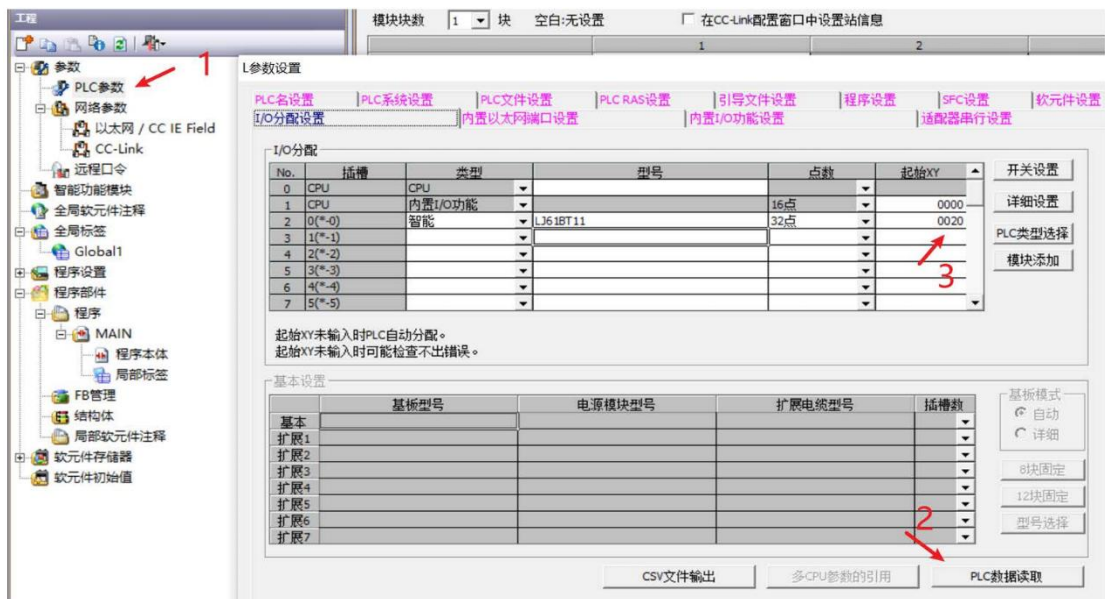 工程
模块块数 1 块 空白:无设置 在CC-Link配置窗口中设置站信息
1 2
参数
PLC参数
网络参数
以太网 / CC IE Field
CC-Link
远程口令
智能功能模块
全局软元件注释
全局标签
Global1
程序设置
程序部件
程序
MAIN
程序本体
局部标签
FB管理
结构体
局部软元件注释
软元件存储器
软元件初始值
1
L参数设置
PLC名设置 PLC系统设置 PLC文件设置 PLC RAS设置 引导文件设置 程序设置 SFC设置 软元件设置
I/O分配设置 内置以太网端口设置 内置I/O功能设置 适配器串行设置
I/O分配
No. 插槽 类型 型号 点数 起始XY
0 CPU CPU
1 CPU 内置I/O功能 16点 0000
2 0(*-0) 智能 LJ61BT11 32点 0020
3 1(*-1)
4 2(*-2)
5 3(*-3)
6 4(*-4)
7 5(*-5)
3
开关设置
详细设置
PLC类型选择
模块添加
起始XY未输入时PLC自动分配。
起始XY未输入时可能检查不出错误。
基本设置
基板型号 电源模块型号 扩展电缆型号 插槽数
基本
扩展1
扩展2
扩展3
扩展4
扩展5
扩展6
扩展7
基板模式
自动
详细
8块固定
12块固定
型号选择
2
CSV文件输出 多CPU参数的引用 PLC数据读取